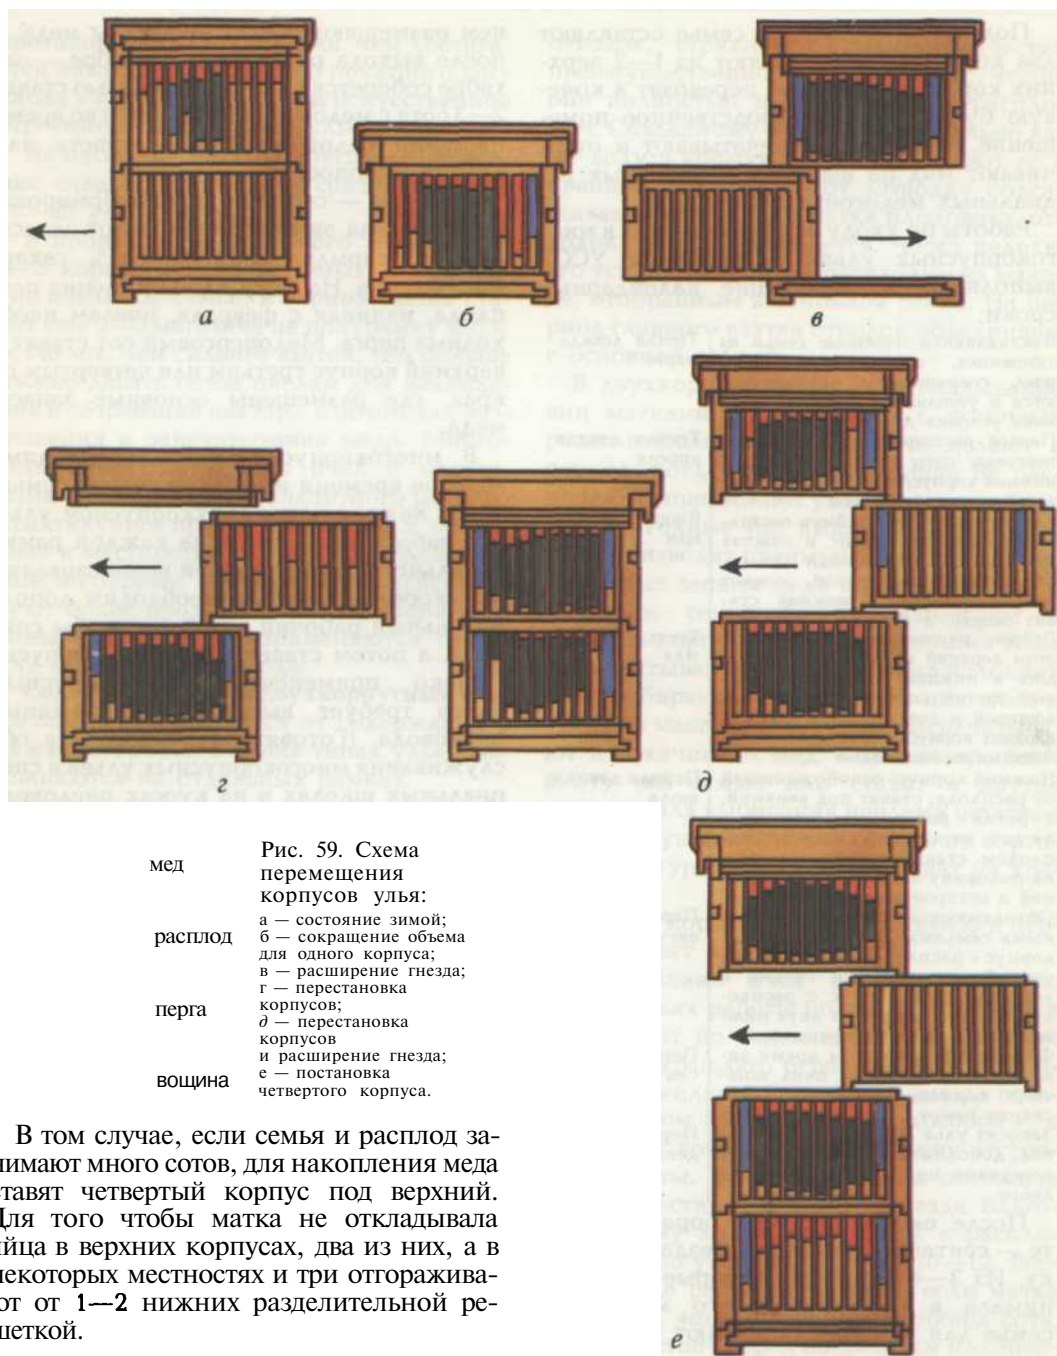 а
б
в
г
д
мед
расплод
перга
вощина
Рис. 59. Схема
перемещения
корпусов улья:
а — состояние зимой;
б — сокращение объема
для одного корпуса;
в — расширение гнезда;
г — перестановка
корпусов;
д — перестановка
корпусов
и расширение гнезда;
е — постановка
четвертого корпуса.
В том случае, если семья и расплод за-
нимают много сотов, для накопления меда
ставят четвертый корпус под верхний.
Для того чтобы матка не откладывала
яйца в верхних корпусах, два из них, а в
некоторых местностях и три отгоражива-
ют от 1—2 нижних разделительной ре-
шеткой.
е